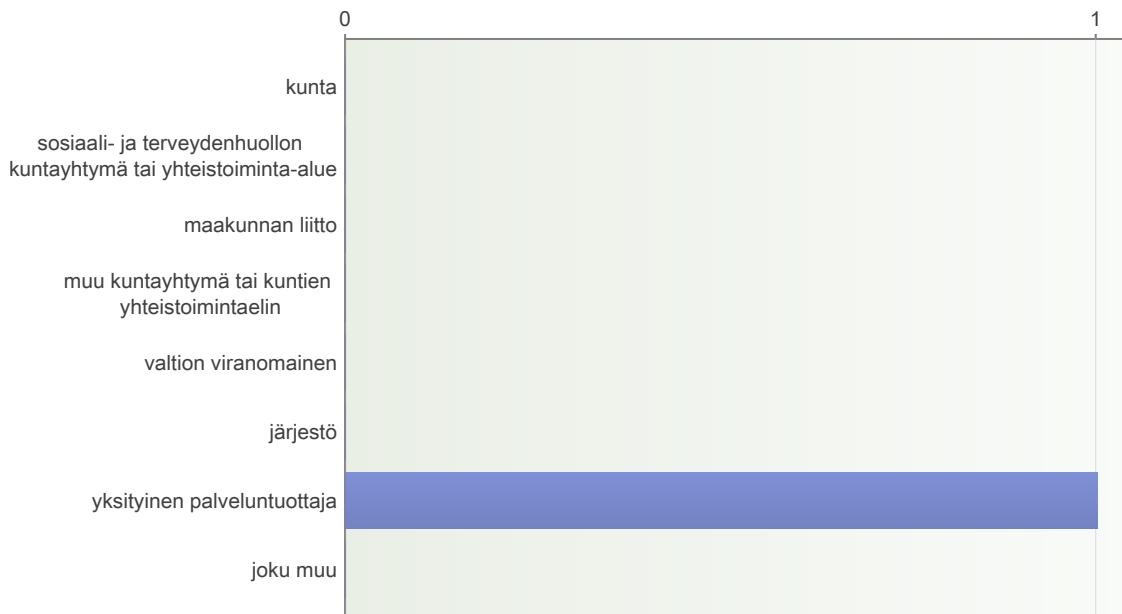 0 1
kunta
sosiaali- ja terveydenhuollon
kuntayhtymä tai yhteistoiminta-alue
maakunnan liitto
muu kuntayhtymä tai kuntien
yhteistoimintaelin
valtion viranomainen
järjestö
yksityinen palveluntuottaja
joku muu